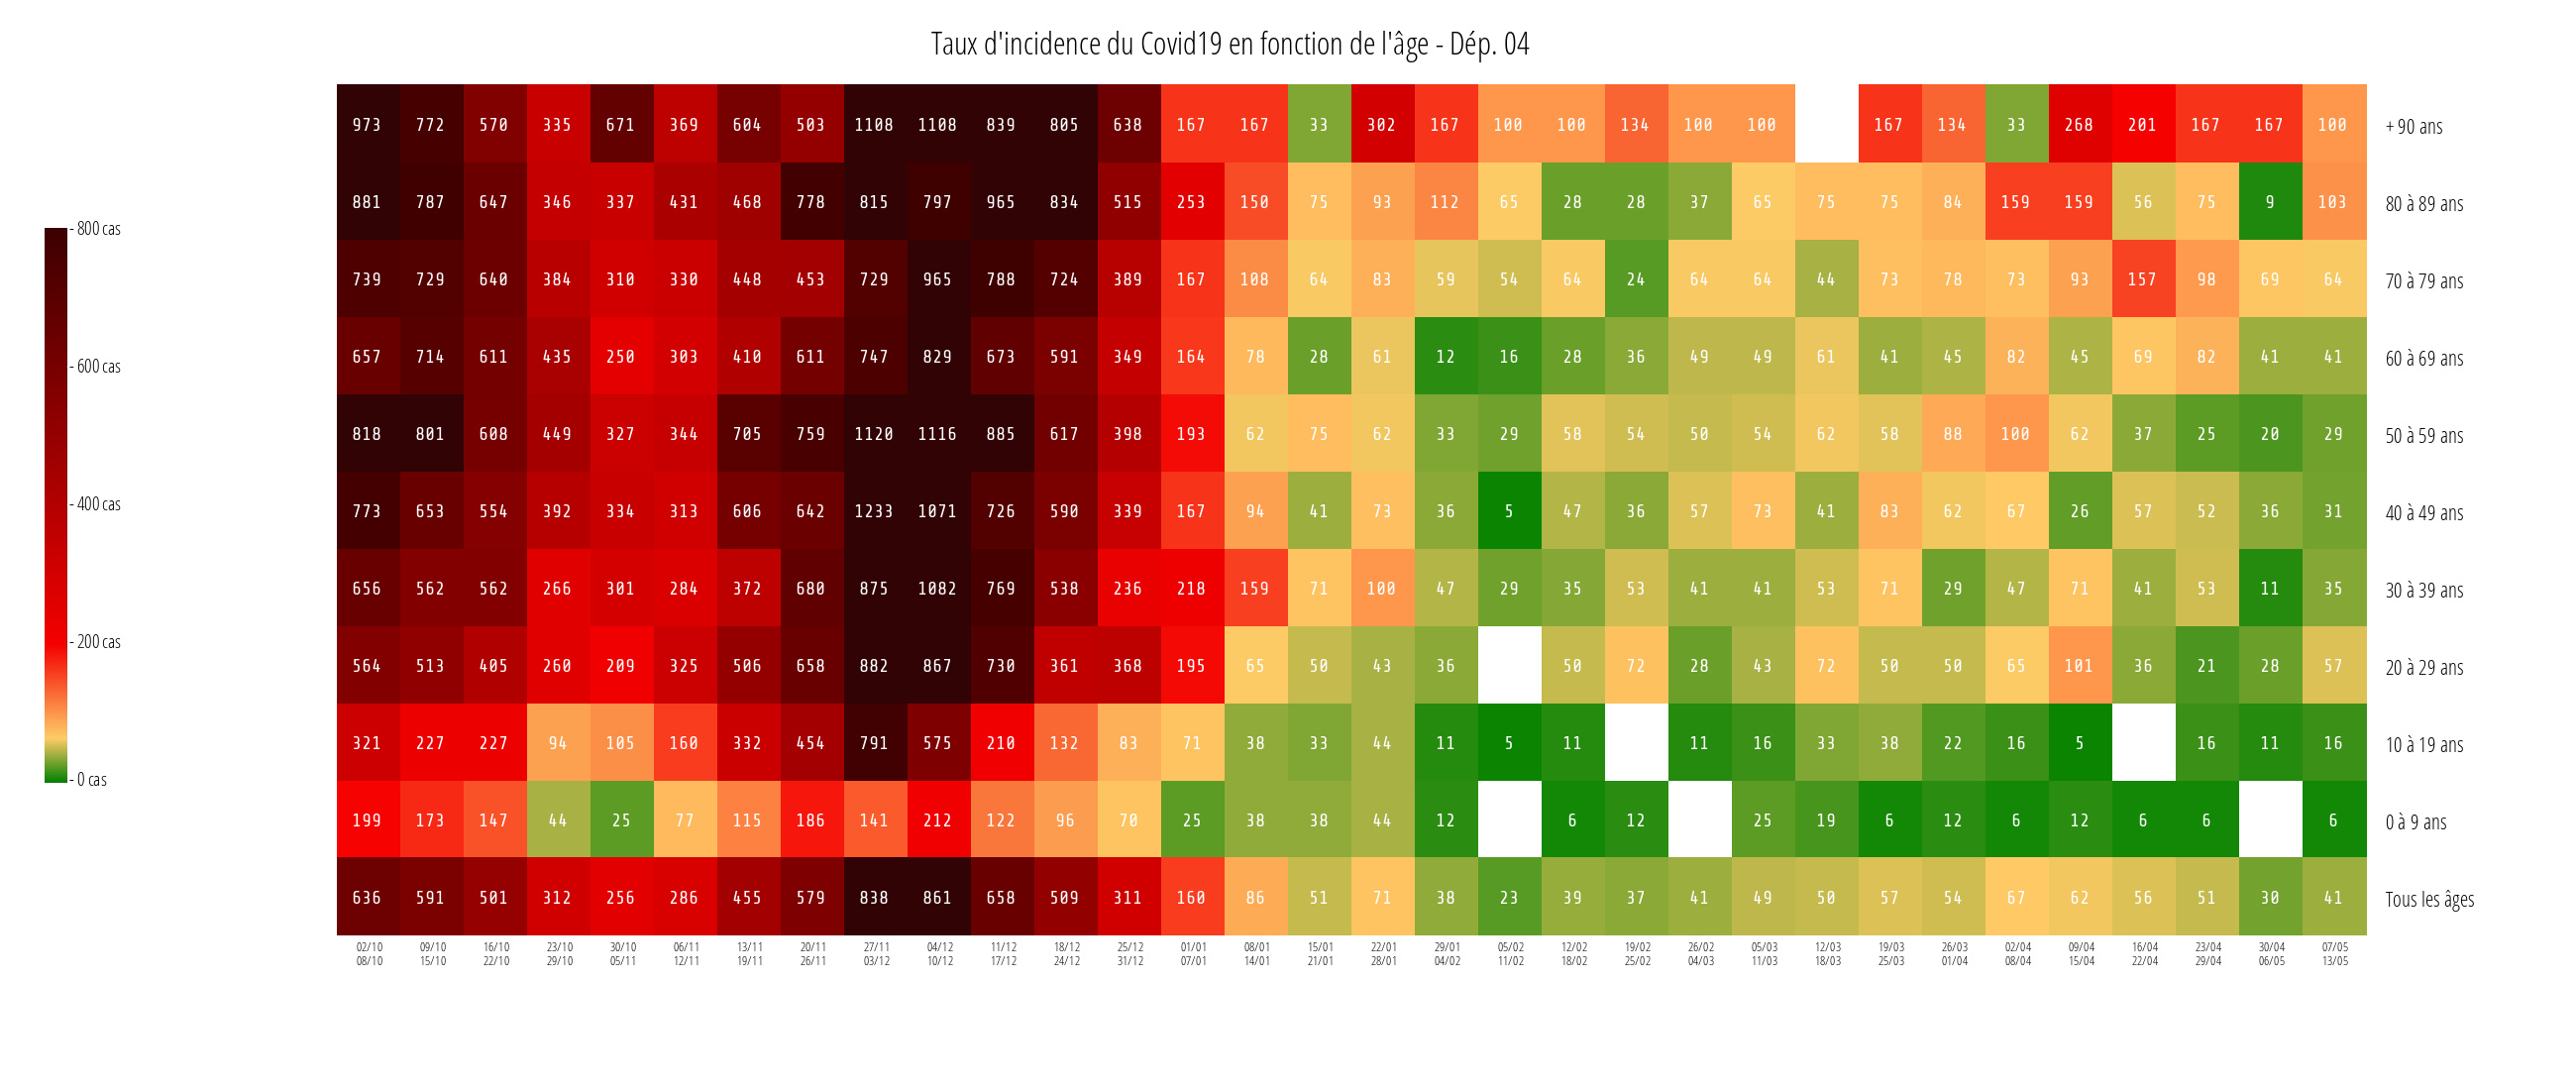 Taux d'incidence du Covid19 en fonction de l'âge - Dép. 04
- 800 cas
- 600 cas
- 400 cas
- 200 cas
- 0 cas
973 772 570 335 671 369 604 503 1108 1108 839 805 638 167 167 33 302 167 100 100 134 100 100 167 134 33 268 201 167 167 100 + 90 ans
881 787 647 346 337 431 468 778 815 797 965 834 515 253 150 75 93 112 65 28 28 37 65 75 75 84 159 159 56 75 9 103 80 à 89 ans
739 729 640 384 310 330 448 453 729 965 788 724 389 167 108 64 83 59 54 64 24 64 64 44 73 78 73 93 157 98 69 64 70 à 79 ans
657 714 611 435 250 303 410 611 747 829 673 591 349 164 78 28 61 12 16 28 36 49 49 61 41 45 82 45 69 82 41 41 60 à 69 ans
818 801 608 449 327 344 705 759 1120 1116 885 617 398 193 62 75 62 33 29 58 54 50 54 62 58 88 100 62 37 25 20 29 50 à 59 ans
773 653 554 392 334 313 606 642 1233 1071 726 590 339 167 94 41 73 36 5 47 36 57 73 41 83 62 67 26 57 52 36 31 40 à 49 ans
656 562 562 266 301 284 372 680 875 1082 769 538 236 218 159 71 100 47 29 35 53 41 41 53 71 29 47 71 41 53 11 35 30 à 39 ans
564 513 405 260 209 325 506 658 882 867 730 361 368 195 65 50 43 36 50 72 28 43 72 50 50 65 101 36 21 28 57 20 à 29 ans
321 227 227 94 105 160 332 454 791 575 210 132 83 71 38 33 44 11 5 11 11 16 33 38 22 16 5 16 11 16 10 à 19 ans
199 173 147 44 25 77 115 186 141 212 122 96 70 25 38 38 44 12 6 12 25 19 6 12 6 12 6 6 6 0 à 9 ans
636 591 501 312 256 286 455 579 838 861 658 509 311 160 86 51 71 38 23 39 37 41 49 50 57 54 67 62 56 51 30 41 Tous les âges
02/10 09/10 16/10 23/10 30/10 06/11 13/11 20/11 27/11 04/12 11/12 18/12 25/12 01/01 08/01 15/01 22/01 29/01 05/02 12/02 19/02 26/02 05/03 12/03 19/03 26/03 02/04 09/04 16/04 23/04 30/04 07/05
08/10 15/10 22/10 29/10 05/11 12/11 19/11 26/11 03/12 10/12 17/12 24/12 31/12 07/01 14/01 21/01 28/01 04/02 11/02 18/02 25/02 04/03 11/03 18/03 25/03 01/04 08/04 15/04 22/04 29/04 06/05 13/05